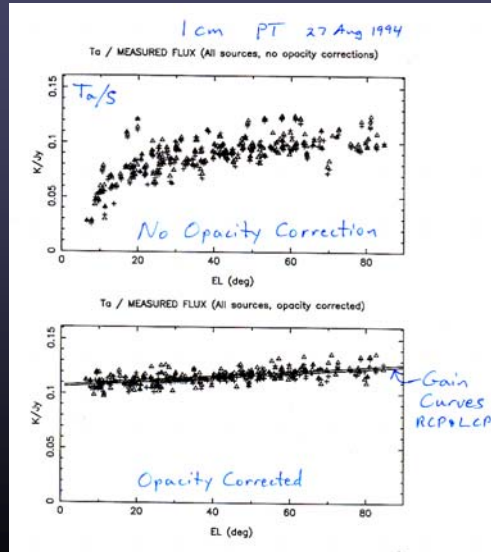 1 cm PT 27 Aug 1994
Ta / MEASURED FLUX (All sources, no opacity corrections)
Ta/S
0.15
0.1
0.05
0
K/Jy
No Opacity Correction
0 20 40 60 80
EL (deg)
Ta / MEASURED FLUX (All sources, opacity corrected)
0.15
0.1
0.05
0
K/Jy
Gain
Curves
RCP & LCP
Opacity Corrected
0 20 40 60 80
EL (deg)